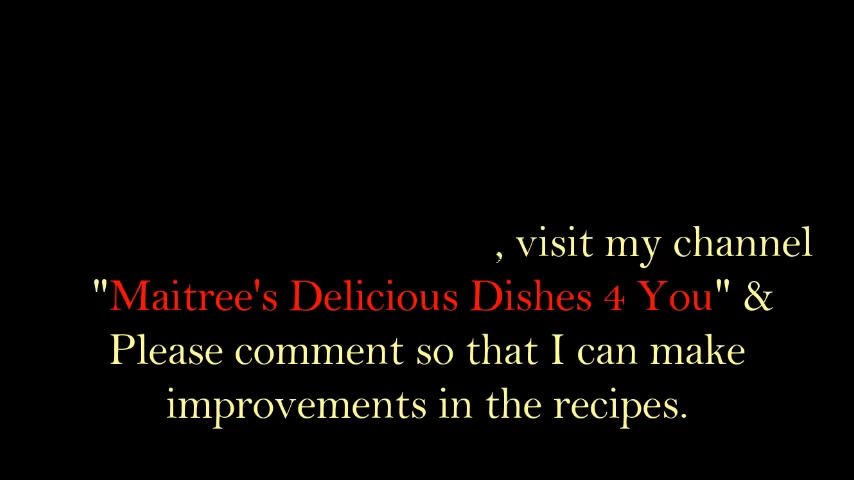 , visit my channel
"Maitree's Delicious Dishes 4 You" &
Please comment so that I can make
improvements in the recipes.